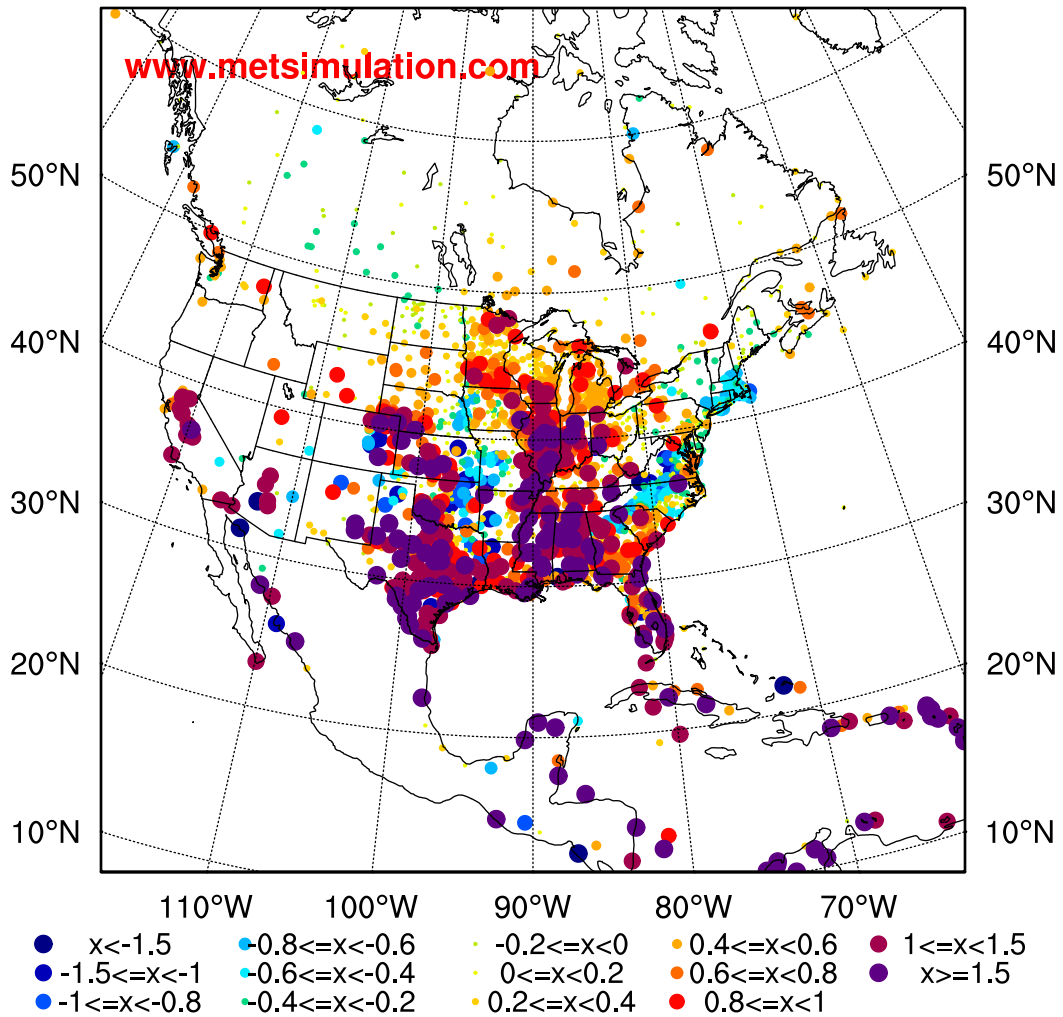 www.metsimulation.com
50°N 50°N
40°N 40°N
30°N 30°N
20°N 20°N
10°N 10°N
110°W 100°W 90°W 80°W 70°W
x<-1.5 -0.8<=x<-0.6 -0.2<=x<0 0.4<=x<0.6 1<=x<1.5
-1.5<=x<-1 -0.6<=x<-0.4 0<=x<0.2 0.6<=x<0.8 x>=1.5
-1<=x<-0.8 -0.4<=x<-0.2 0.2<=x<0.4 0.8<=x<1